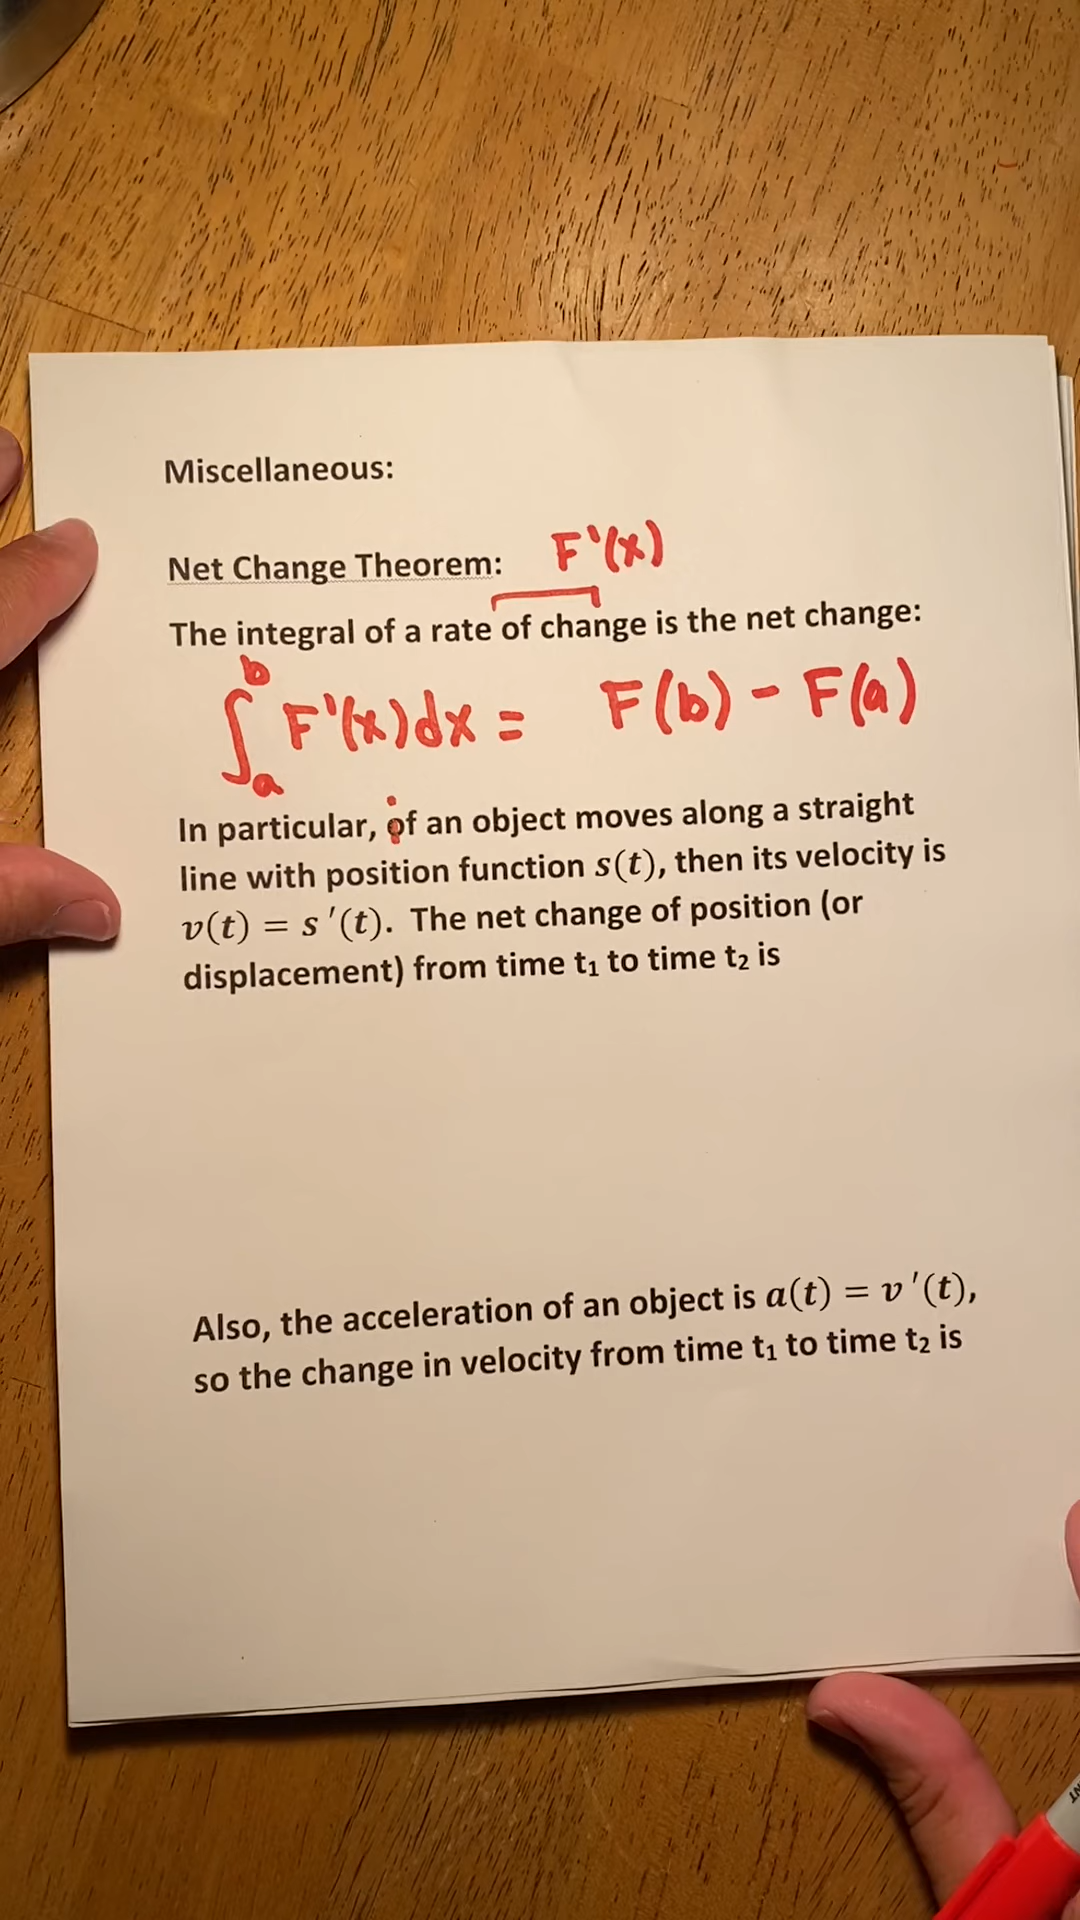 Miscellaneous:
F'(x)
Net Change Theorem:
The integral of a rate of change is the net change:
∫ₐᵇ F'(x)dx = F(b) - F(a)
In particular, if an object moves along a straight
line with position function s(t), then its velocity is
v(t) = s'(t). The net change of position (or
displacement) from time t₁ to time t₂ is
Also, the acceleration of an object is a(t) = v'(t),
so the change in velocity from time t₁ to time t₂ is